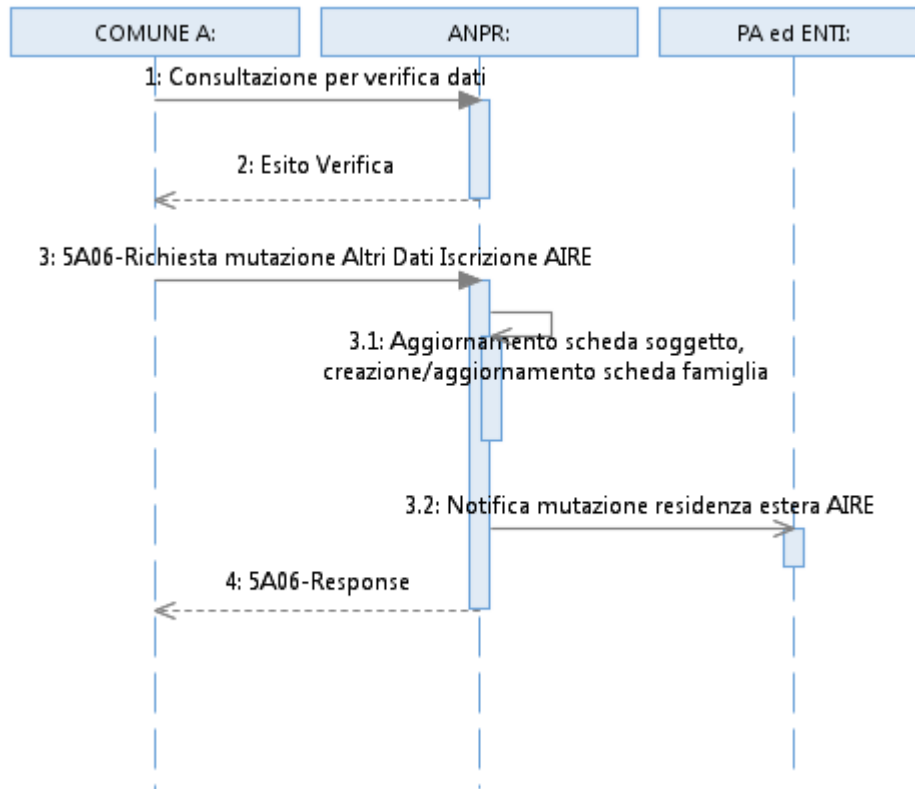 COMUNE A:
ANPR:
PA ed ENTI:
1: Consultazione per verifica dati
2: Esito Verifica
3: 5A06-Richiesta mutazione Altri Dati Iscrizione AIRE
3.1: Aggiornamento scheda soggetto,
creazione/aggiornamento scheda famiglia
3.2: Notifica mutazione residenza estera AIRE
4: 5A06-Response